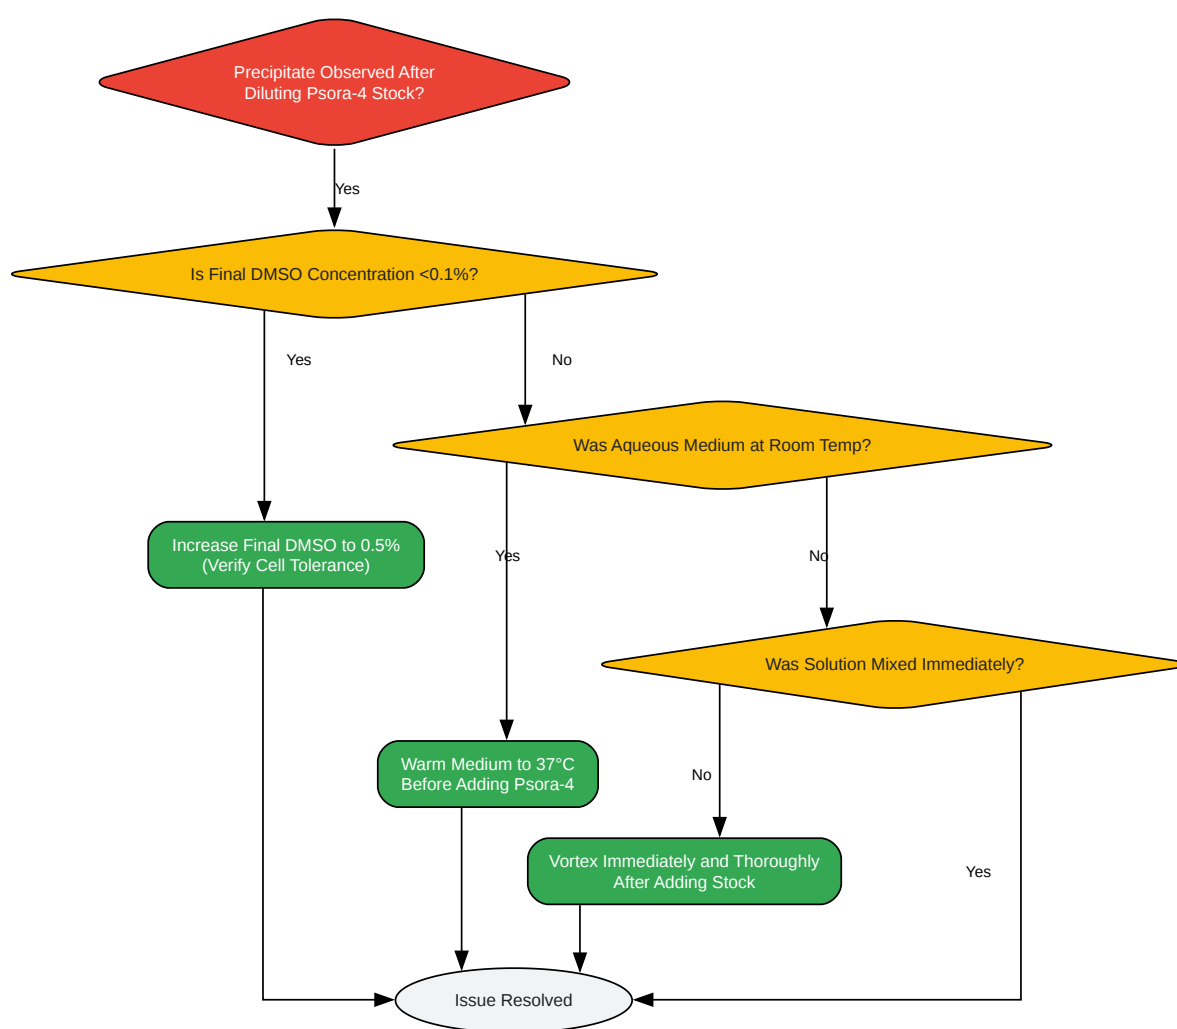 Precipitate Observed After
Diluting Psora-4 Stock?
Yes
Is Final DMSO Concentration <0.1%?
Yes
No
Was Aqueous Medium at Room Temp?
Increase Final DMSO to 0.5%
(Verify Cell Tolerance)
Yes
No
Was Solution Mixed Immediately?
Warm Medium to 37°C
Before Adding Psora-4
No
Vortex Immediately and Thoroughly
After Adding Stock
Yes
Issue Resolved